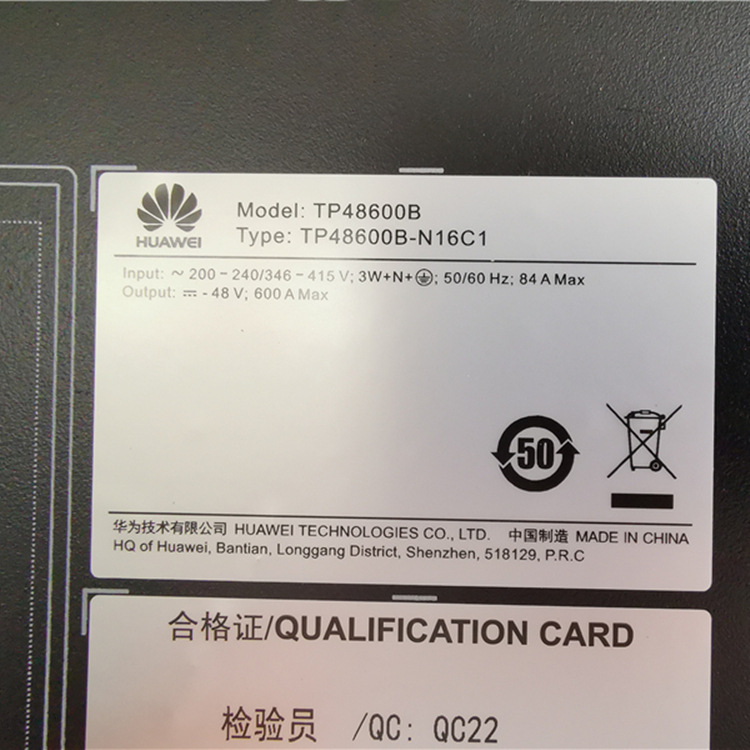 HUAWEI
Model: TP48600B
Type: TP48600B-N16C1
Input: ~ 200 - 240/346 - 415 V; 3W+N+⏚; 50/60 Hz; 84 A Max
Output: ⎓ - 48 V; 600 A Max
50
华为技术有限公司 HUAWEI TECHNOLOGIES CO., LTD. 中国制造 MADE IN CHINA
HQ of Huawei, Bantian, Longgang District, Shenzhen, 518129, P.R.C
合格证/QUALIFICATION CARD
检验员 /QC: QC22